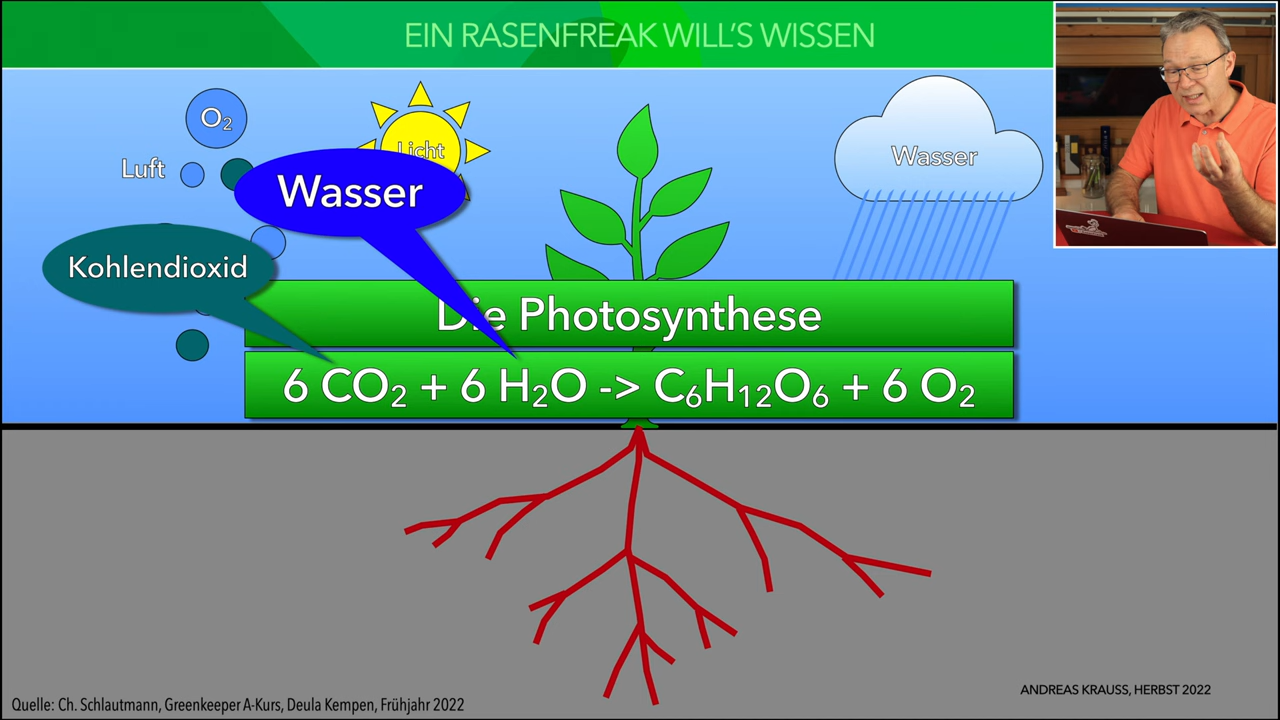 EIN RASENFREAK WILL'S WISSEN
O₂
Luft
Licht
Wasser
Wasser
Kohlendioxid
Die Photosynthese
6 CO₂ + 6 H₂O -> C₆H₁₂O₆ + 6 O₂
ANDREAS KRAUSS, HERBST 2022
Quelle: Ch. Schlautmann, Greenkeeper A-Kurs, Deula Kempen, Frühjahr 2022